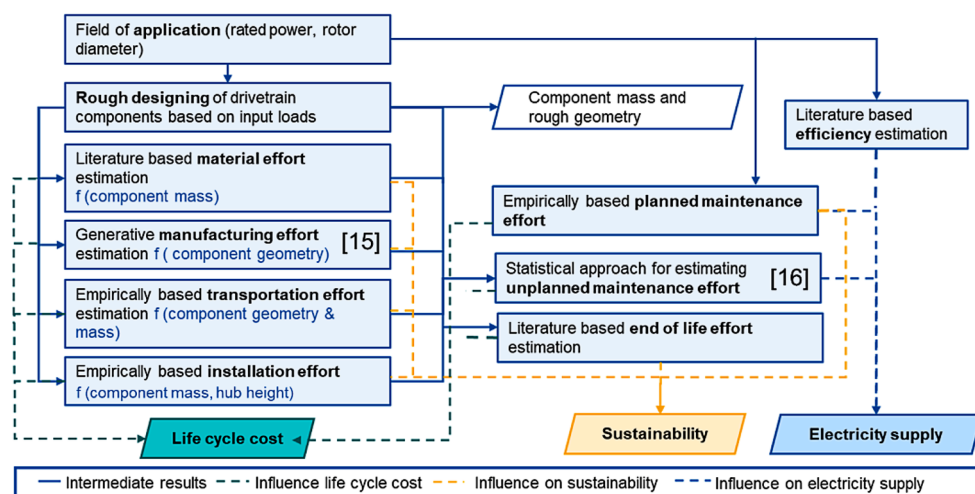 Field of application (rated power, rotor
diameter)
Rough designing of drivetrain
components based on input loads
Component mass and
rough geometry
Literature based
efficiency estimation
Literature based material effort
estimation
f (component mass)
Empirically based planned maintenance
effort
Generative manufacturing effort
estimation f ( component geometry)
[15]
Statistical approach for estimating
unplanned maintenance effort
[16]
Empirically based transportation effort
estimation f (component geometry &
mass)
Literature based end of life effort
estimation
Empirically based installation effort
f (component mass, hub height)
Life cycle cost
Sustainability
Electricity supply
Intermediate results
Influence life cycle cost
Influence on sustainability
Influence on electricity supply